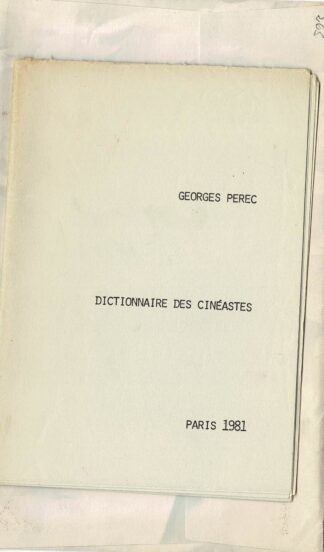 GEORGES PEREC
DICTIONNAIRE DES CINÉASTES
PARIS 1981